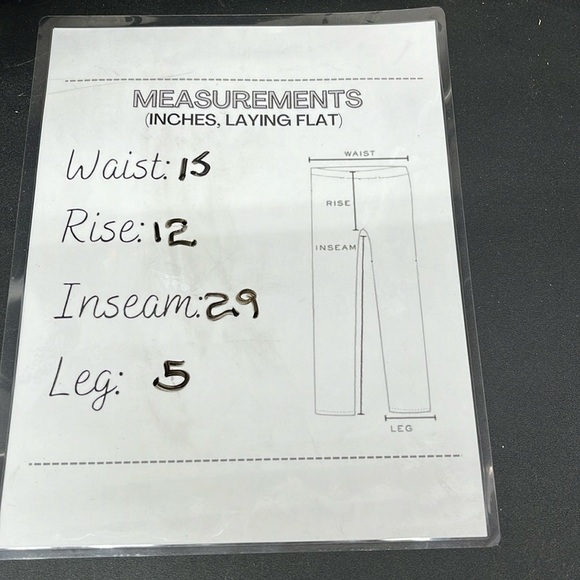 MEASUREMENTS
(INCHES, LAYING FLAT)
Waist: 15
Rise: 12
Inseam: 29
Leg: 5
WAIST
RISE
INSEAM
LEG